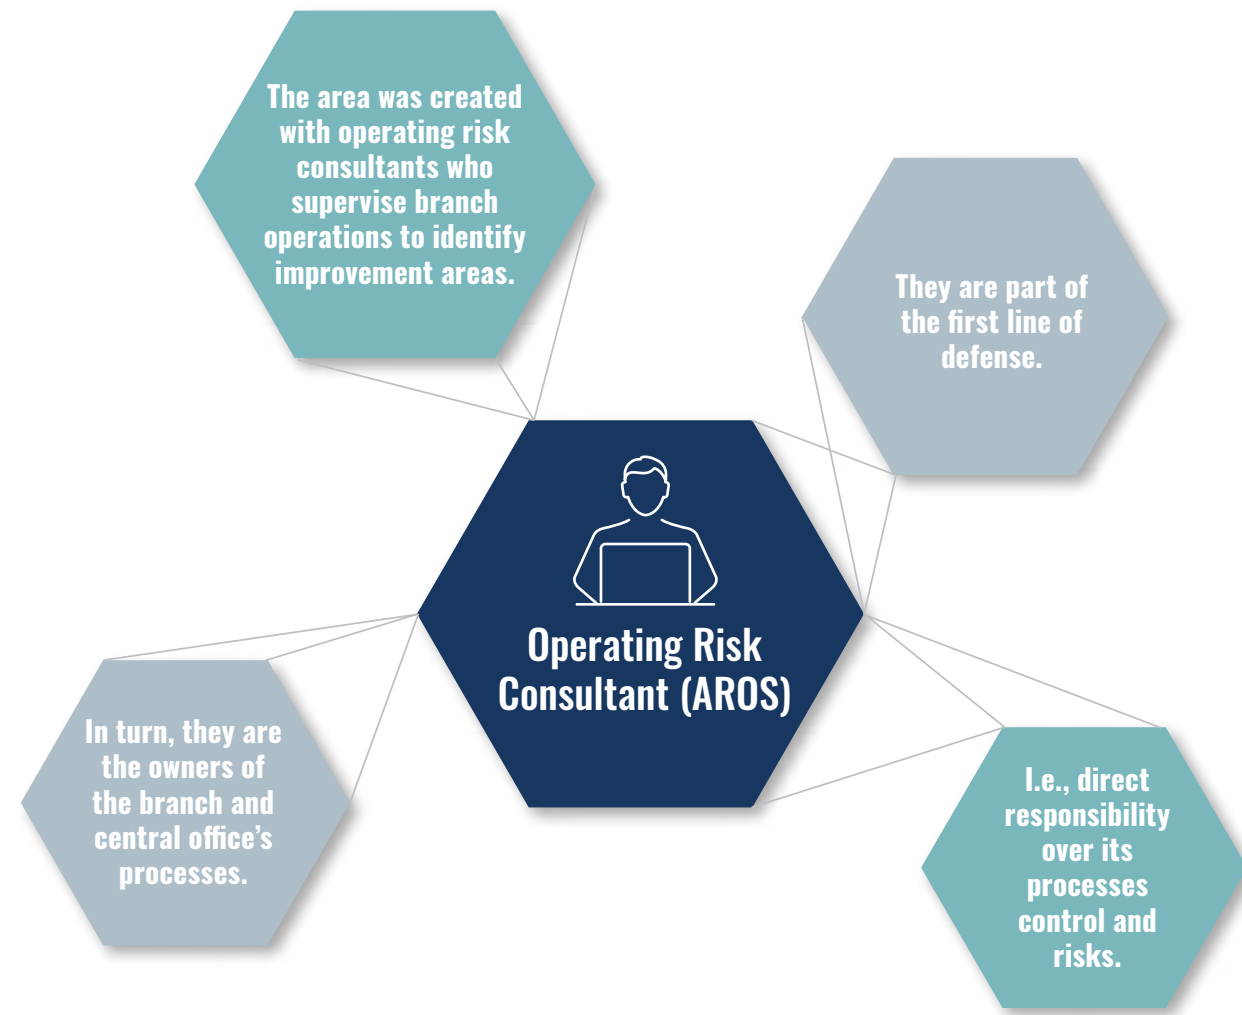 The area was created
with operating risk
consultants who
supervise branch
operations to identify
improvement areas.
They are part of
the first line of
defense.
Operating Risk
Consultant (AROS)
In turn, they are
the owners of
the branch and
central office’s
processes.
I.e., direct
responsibility
over its
processes
control and
risks.